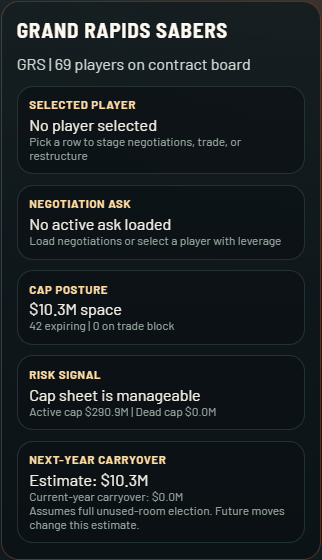 GRAND RAPIDS SABERS
GRS | 69 players on contract board
SELECTED PLAYER
No player selected
Pick a row to stage negotiations, trade, or
restructure
NEGOTIATION ASK
No active ask loaded
Load negotiations or select a player with leverage
CAP POSTURE
$10.3M space
42 expiring | 0 on trade block
RISK SIGNAL
Cap sheet is manageable
Active cap $290.9M | Dead cap $0.0M
NEXT-YEAR CARRYOVER
Estimate: $10.3M
Current-year carryover: $0.0M
Assumes full unused-room election. Future moves
change this estimate.